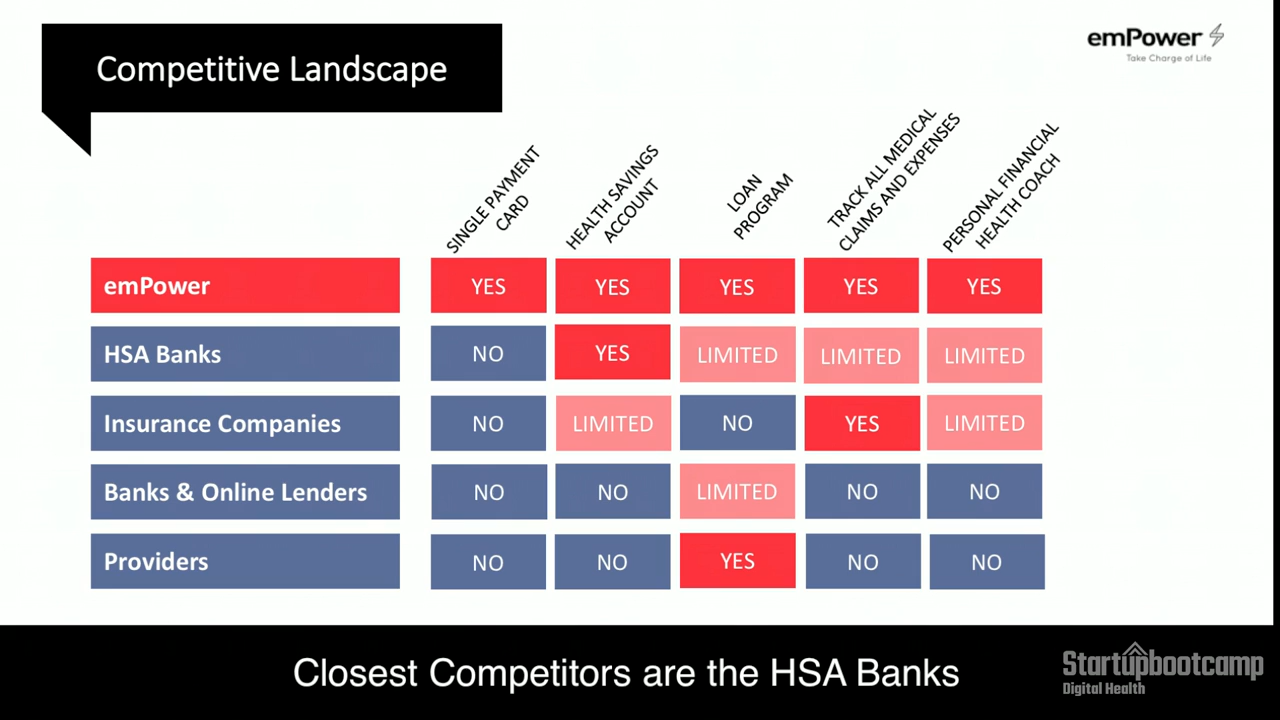 Competitive Landscape
emPower
Take Charge of Life
SINGLE PAYMENT
CARD
HEALTH SAVINGS
ACCOUNT
LOAN
PROGRAM
TRACK ALL MEDICAL
CLAIMS AND EXPENSES
PERSONAL FINANCIAL
HEALTH COACH
emPower YES YES YES YES YES
HSA Banks NO YES LIMITED LIMITED LIMITED
Insurance Companies NO LIMITED NO YES LIMITED
Banks & Online Lenders NO NO LIMITED NO NO
Providers NO NO YES NO NO
Closest Competitors are the HSA Banks
Startupbootcamp
Digital Health